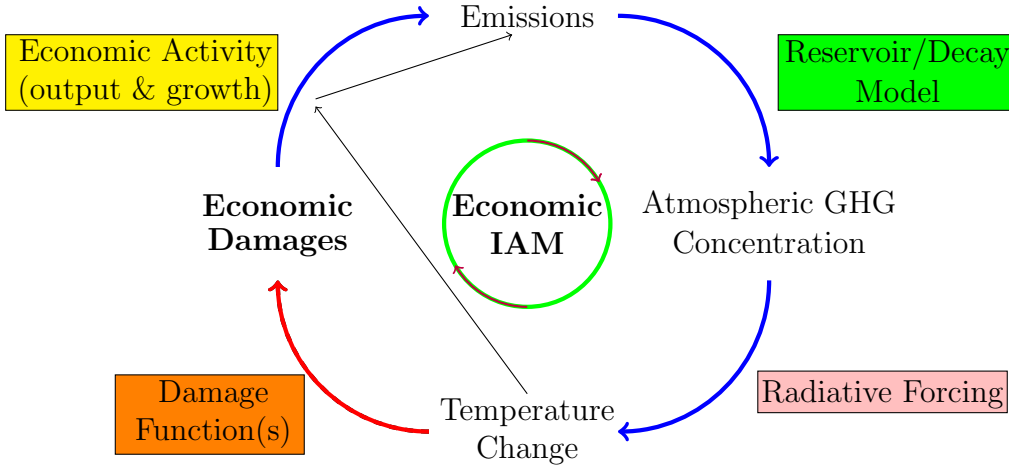 Emissions
Economic Activity
(output & growth)
Reservoir/Decay
Model
Economic
Damages
Economic
IAM
Atmospheric GHG
Concentration
Damage
Function(s)
Radiative Forcing
Temperature
Change